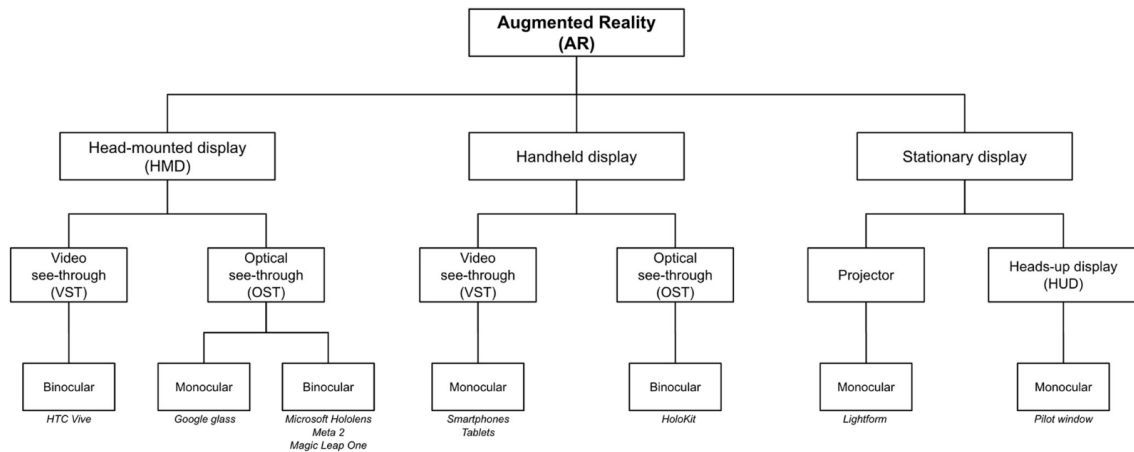 Augmented Reality
(AR)
Head-mounted display
(HMD)
Handheld display
Stationary display
Video
see-through
(VST)
Optical
see-through
(OST)
Video
see-through
(VST)
Optical
see-through
(OST)
Projector
Heads-up display
(HUD)
Binocular
HTC Vive
Monocular
Google glass
Binocular
Microsoft Hololens
Meta 2
Magic Leap One
Monocular
Smartphones
Tablets
Binocular
HoloKit
Monocular
Lightform
Monocular
Pilot window